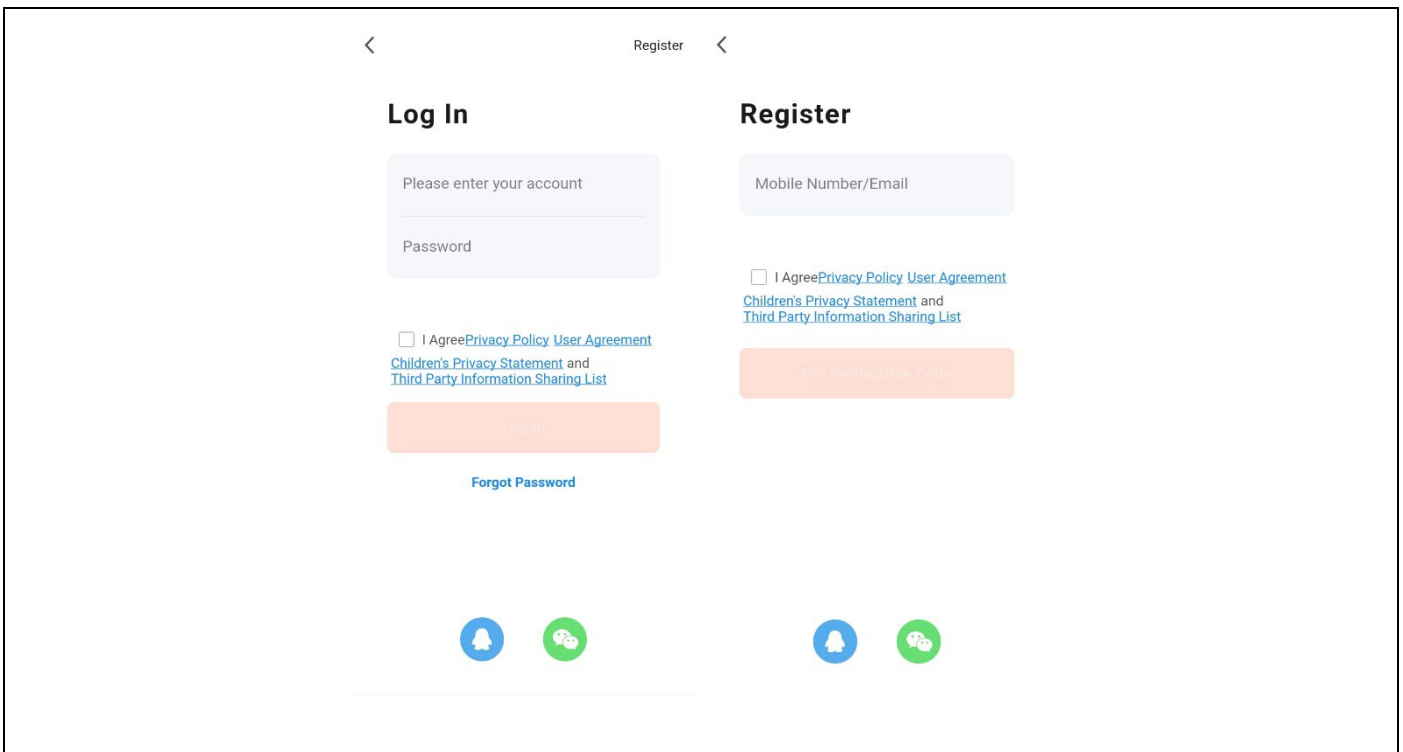 Register
Log In
Please enter your account
Password
I AgreePrivacy Policy User Agreement
Children's Privacy Statement and
Third Party Information Sharing List
Log in
Forgot Password
Register
Mobile Number/Email
I AgreePrivacy Policy User Agreement
Children's Privacy Statement and
Third Party Information Sharing List
Get Verification Code